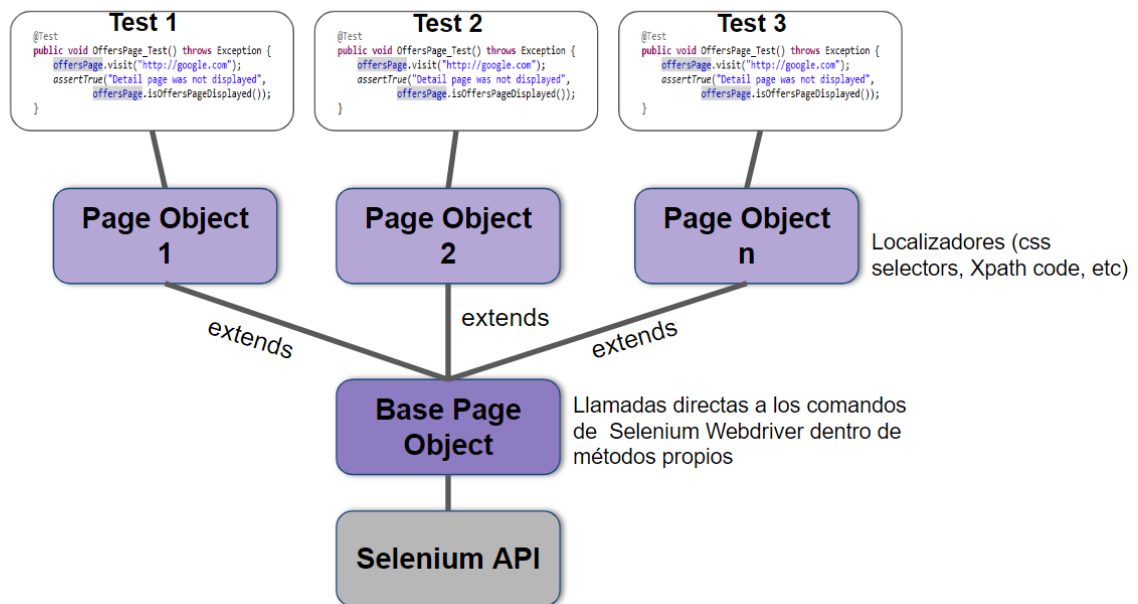 Test 1
@Test
public void OffersPage_Test() throws Exception {
offersPage.visit("http://google.com");
assertTrue("Detail page was not displayed",
offersPage.isOffersPageDisplayed());
}
Test 2
@Test
public void OffersPage_Test() throws Exception {
offersPage.visit("http://google.com");
assertTrue("Detail page was not displayed",
offersPage.isOffersPageDisplayed());
}
Test 3
@Test
public void OffersPage_Test() throws Exception {
offersPage.visit("http://google.com");
assertTrue("Detail page was not displayed",
offersPage.isOffersPageDisplayed());
}
Page Object
1
Page Object
2
Page Object
n
Localizadores (css
selectors, Xpath code, etc)
extends
extends
extends
Base Page
Object
Llamadas directas a los comandos
de Selenium Webdriver dentro de
métodos propios
Selenium API